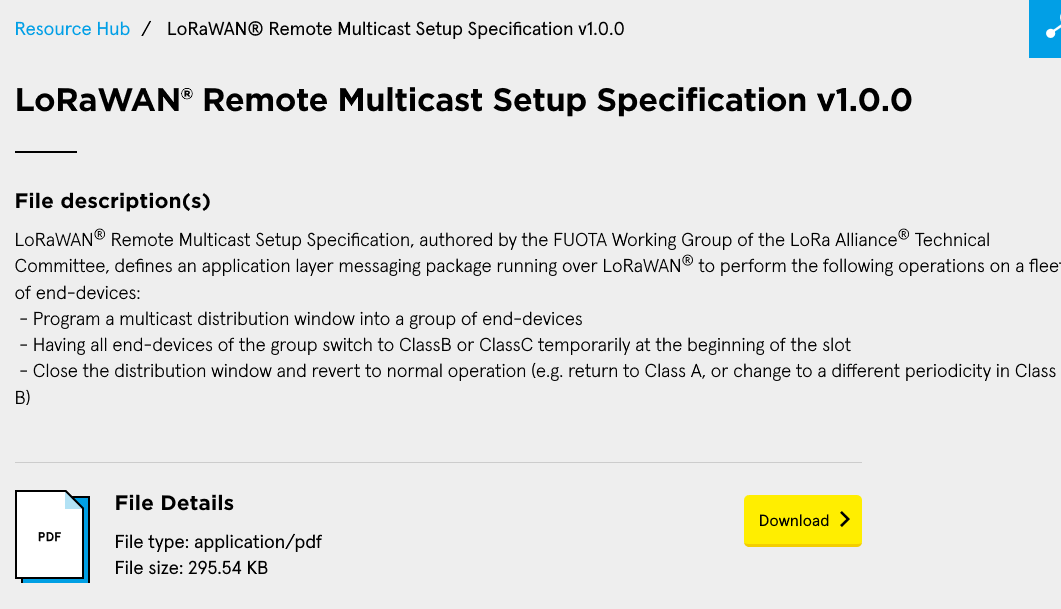 Resource Hub / LoRaWAN® Remote Multicast Setup Specification v1.0.0
LoRaWAN® Remote Multicast Setup Specification v1.0.0
File description(s)
LoRaWAN® Remote Multicast Setup Specification, authored by the FUOTA Working Group of the LoRa Alliance® Technical
Committee, defines an application layer messaging package running over LoRaWAN® to perform the following operations on a fleet
of end-devices:
- Program a multicast distribution window into a group of end-devices
- Having all end-devices of the group switch to ClassB or ClassC temporarily at the beginning of the slot
- Close the distribution window and revert to normal operation (e.g. return to Class A, or change to a different periodicity in Class
B)
PDF
File Details
Download
File type: application/pdf
File size: 295.54 KB